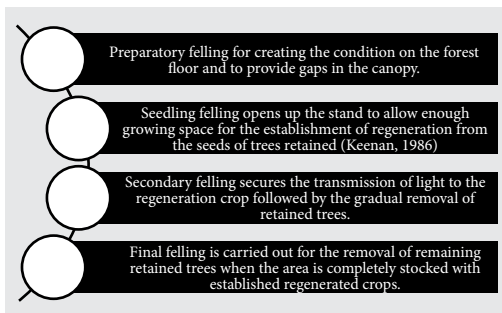 Preparatory felling for creating the condition on the forest
floor and to provide gaps in the canopy.
Seedling felling opens up the stand to allow enough
growing space for the establishment of regeneration from
the seeds of trees retained (Keenan, 1986)
Secondary felling secures the transmission of light to the
regeneration crop followed by the gradual removal of
retained trees.
Final felling is carried out for the removal of remaining
retained trees when the area is completely stocked with
established regenerated crops.